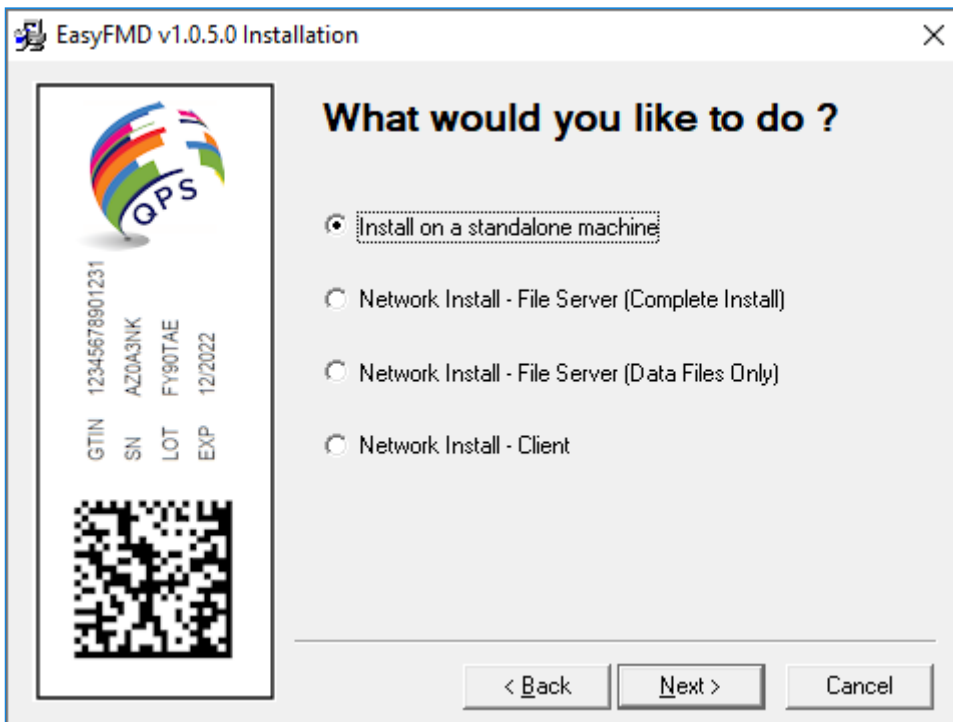 EasyFMD v1.0.5.0 Installation
QPS
GTIN 12345678901231
SN AZ0A3NK
LOT FY90TAE
EXP 12/2022
What would you like to do ?
Install on a standalone machine
Network Install - File Server (Complete Install)
Network Install - File Server (Data Files Only)
Network Install - Client
< Back
Next >
Cancel